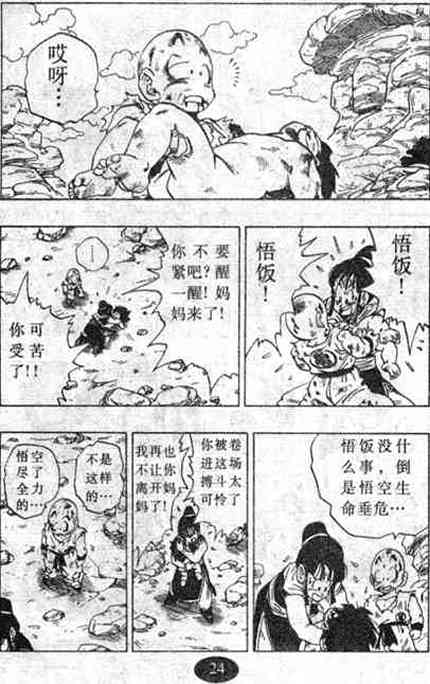 哎呀…
悟饭!
悟饭!
你不要
紧吧?醒
一醒!妈
妈来了!
你可
受苦
了!!
悟饭没什
么事,倒
是悟空生
命垂危…
你被卷
进这场
搏斗太
可怜了
我再也
不让你
离开妈
妈了!
不是
这样
的…
悟空
尽了
全力
的…
24